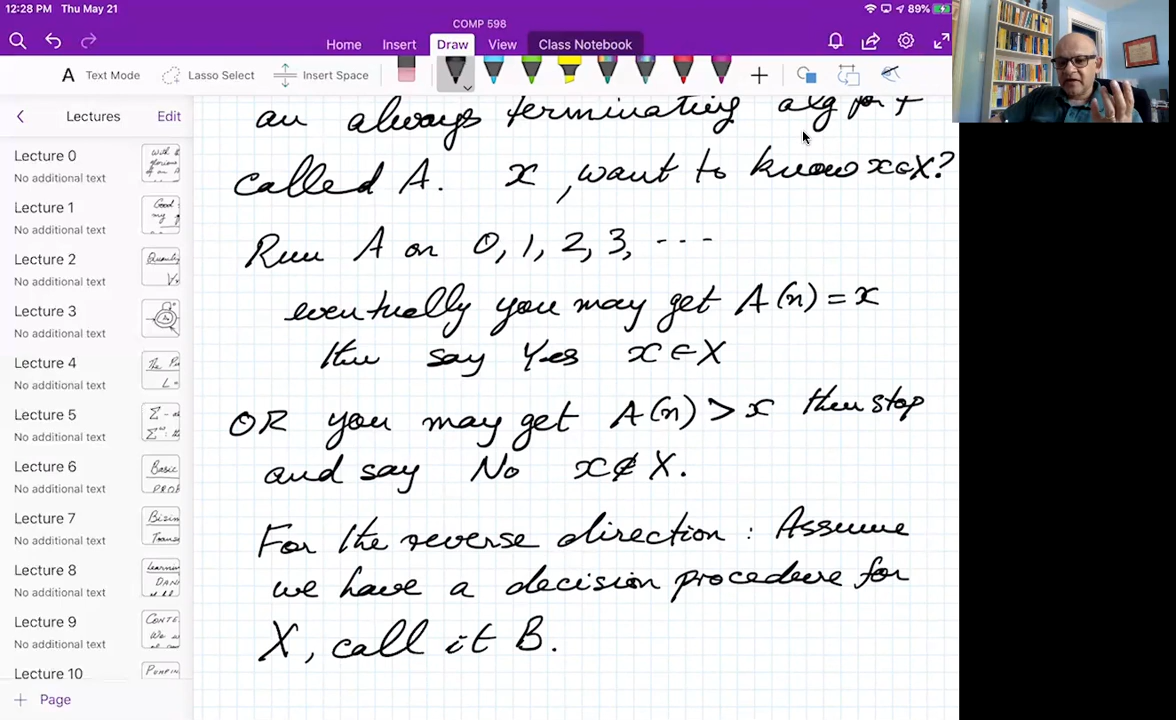 12:28 PM Thu May 21
89%
COMP 598
Home Insert Draw View Class Notebook
Text Mode Lasso Select Insert Space
Lectures Edit
Lecture 0
No additional text
Lecture 1
No additional text
Lecture 2
No additional text
Lecture 3
No additional text
Lecture 4
No additional text
Lecture 5
No additional text
Lecture 6
No additional text
Lecture 7
No additional text
Lecture 8
No additional text
Lecture 9
No additional text
Lecture 10
Page
an always terminating alg for f
called A. x, want to know x∈X?
Run A on 0, 1, 2, 3, ---
eventually you may get A(n) = x
then say Yes x ∈ X
OR you may get A(n) > x then stop
and say No x ∉ X.
For the reverse direction : Assume
we have a decision procedure for
X, call it B.